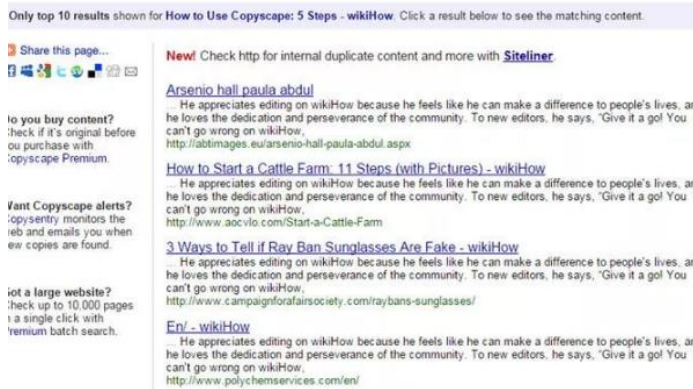 Only top 10 results shown for How to Use Copyscape: 5 Steps - wikiHow. Click a result below to see the matching content.
Share this page...
o you buy content?
heck if it's original before
ou purchase with
opyscape Premium.
Want Copyscape alerts?
opysentry monitors the
eb and emails you when
ew copies are found.
ot a large website?
heck up to 10,000 pages
a single click with
remium batch search.
New! Check http for internal duplicate content and more with Siteliner.
Arsenio hall paula abdul
... He appreciates editing on wikiHow because he feels like he can make a difference to people's lives, an
he loves the dedication and perseverance of the community. To new editors, he says, "Give it a go! You
can't go wrong on wikiHow,
http://abtimages.eu/arsenio-hall-paula-abdul.aspx
How to Start a Cattle Farm: 11 Steps (with Pictures) - wikiHow
... He appreciates editing on wikiHow because he feels like he can make a difference to people's lives, an
he loves the dedication and perseverance of the community. To new editors, he says, "Give it a go! You
can't go wrong on wikiHow,
http://www.aocvlo.com/Start-a-Cattle-Farm
3 Ways to Tell if Ray Ban Sunglasses Are Fake - wikiHow
... He appreciates editing on wikiHow because he feels like he can make a difference to people's lives, an
he loves the dedication and perseverance of the community. To new editors, he says, "Give it a go! You
can't go wrong on wikiHow,
http://www.campaignforafairsociety.com/raybans-sunglasses/
En/ - wikiHow
... He appreciates editing on wikiHow because he feels like he can make a difference to people's lives, an
he loves the dedication and perseverance of the community. To new editors, he says, "Give it a go! You
can't go wrong on wikiHow,
http://www.polychemservices.com/en/